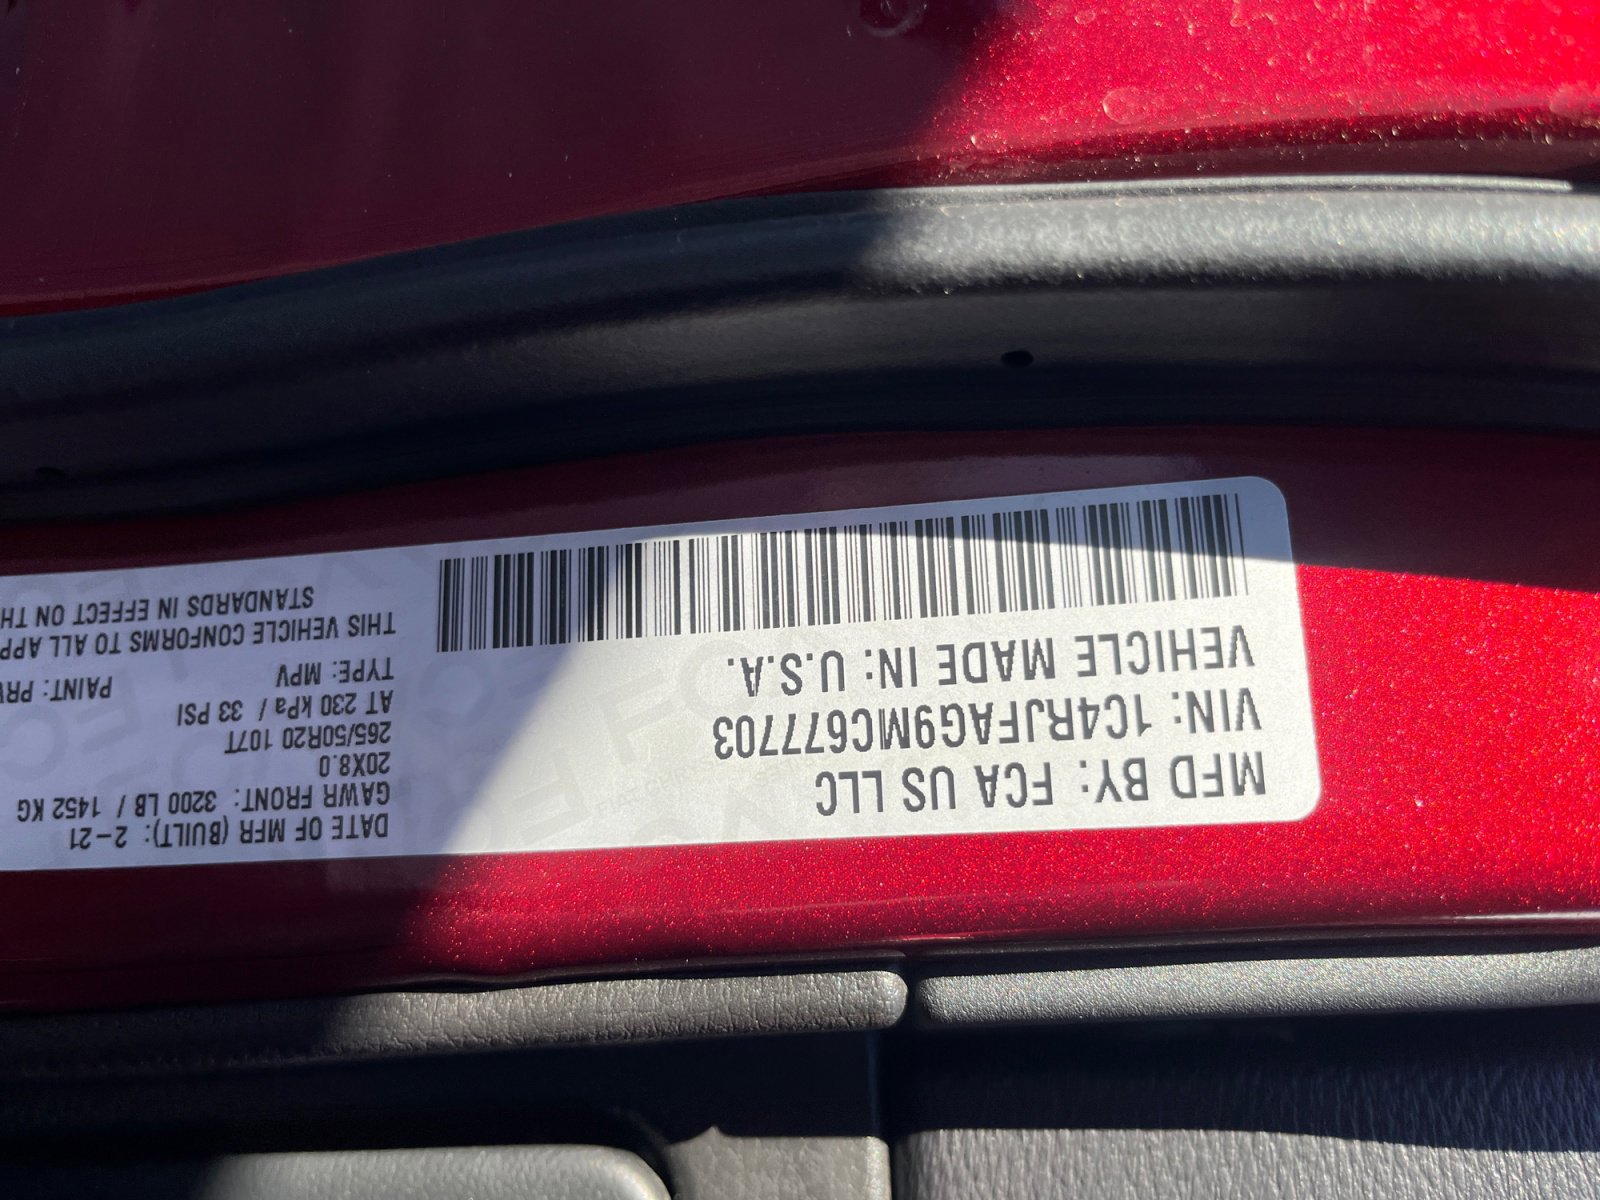 MFD BY: FCA US LLC
VIN: 1C4RJFAG9MC677703
VEHICLE MADE IN: U.S.A.
DATE OF MFR (BUILT): 2-21
GAWR FRONT: 3200 LB / 1452 KG
20X8.0
265/50R20 107T
AT 230 kPa / 33 PSI
TYPE: MPV PAINT: PR
THIS VEHICLE CONFORMS TO ALL APP
STANDARDS IN EFFECT ON TH